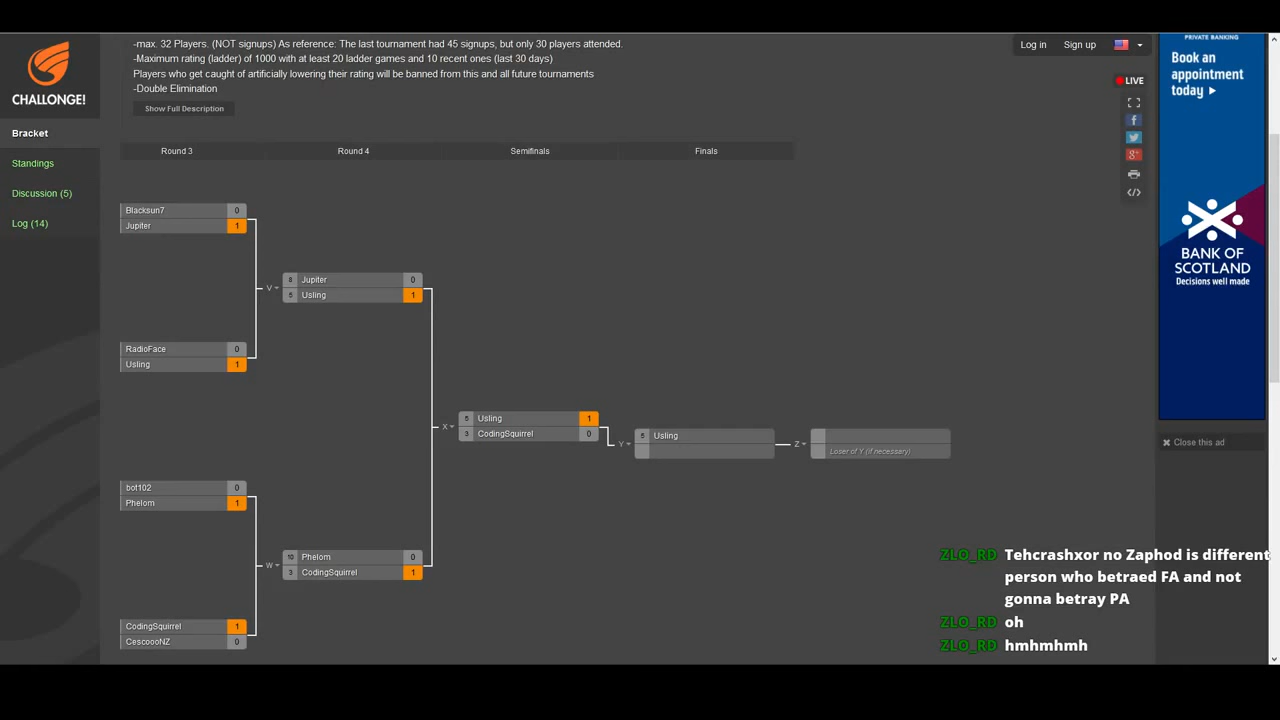 -max. 32 Players. (NOT signups) As reference: The last tournament had 45 signups, but only 30 players attended.
-Maximum rating (ladder) of 1000 with at least 20 ladder games and 10 recent ones (last 30 days)
Players who get caught of artificially lowering their rating will be banned from this and all future tournaments
-Double Elimination
Show Full Description
CHALLONGE!
Bracket
Standings
Discussion (5)
Log (14)
Log in
Sign up
LIVE
Round 3
Round 4
Semifinals
Finals
Blacksun7 0
Jupiter 1
V
8 Jupiter 0
5 Usling 1
RadioFace 0
Usling 1
X
5 Usling 1
3 CodingSquirrel 0
Y
5 Usling
Z
Loser of Y (if necessary)
bot102 0
Phelom 1
W
10 Phelom 0
3 CodingSquirrel 1
CodingSquirrel 1
CescoooNZ 0
PRIVATE BANKING
Book an
appointment
today
BANK OF
SCOTLAND
Decisions well made
Close this ad
ZLO_RD Tehcrashxor no Zaphod is different
person who betraed FA and not
gonna betray PA
ZLO_RD oh
ZLO_RD hmhmhmh